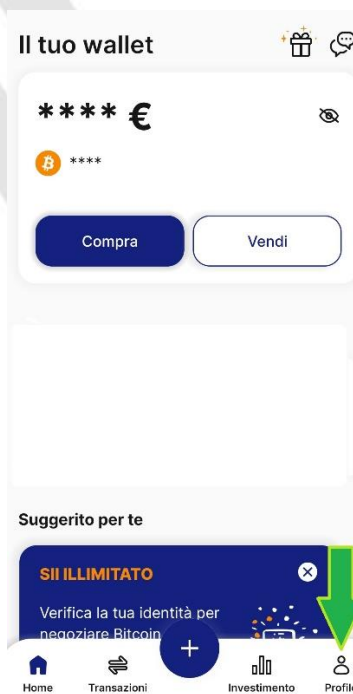 Il tuo wallet
**** €
****
Compra
Vendi
Suggerito per te
SII ILLIMITATO
Verifica la tua identità per
negoziare Bitcoin
Home
Transazioni
Investimento
Profilo